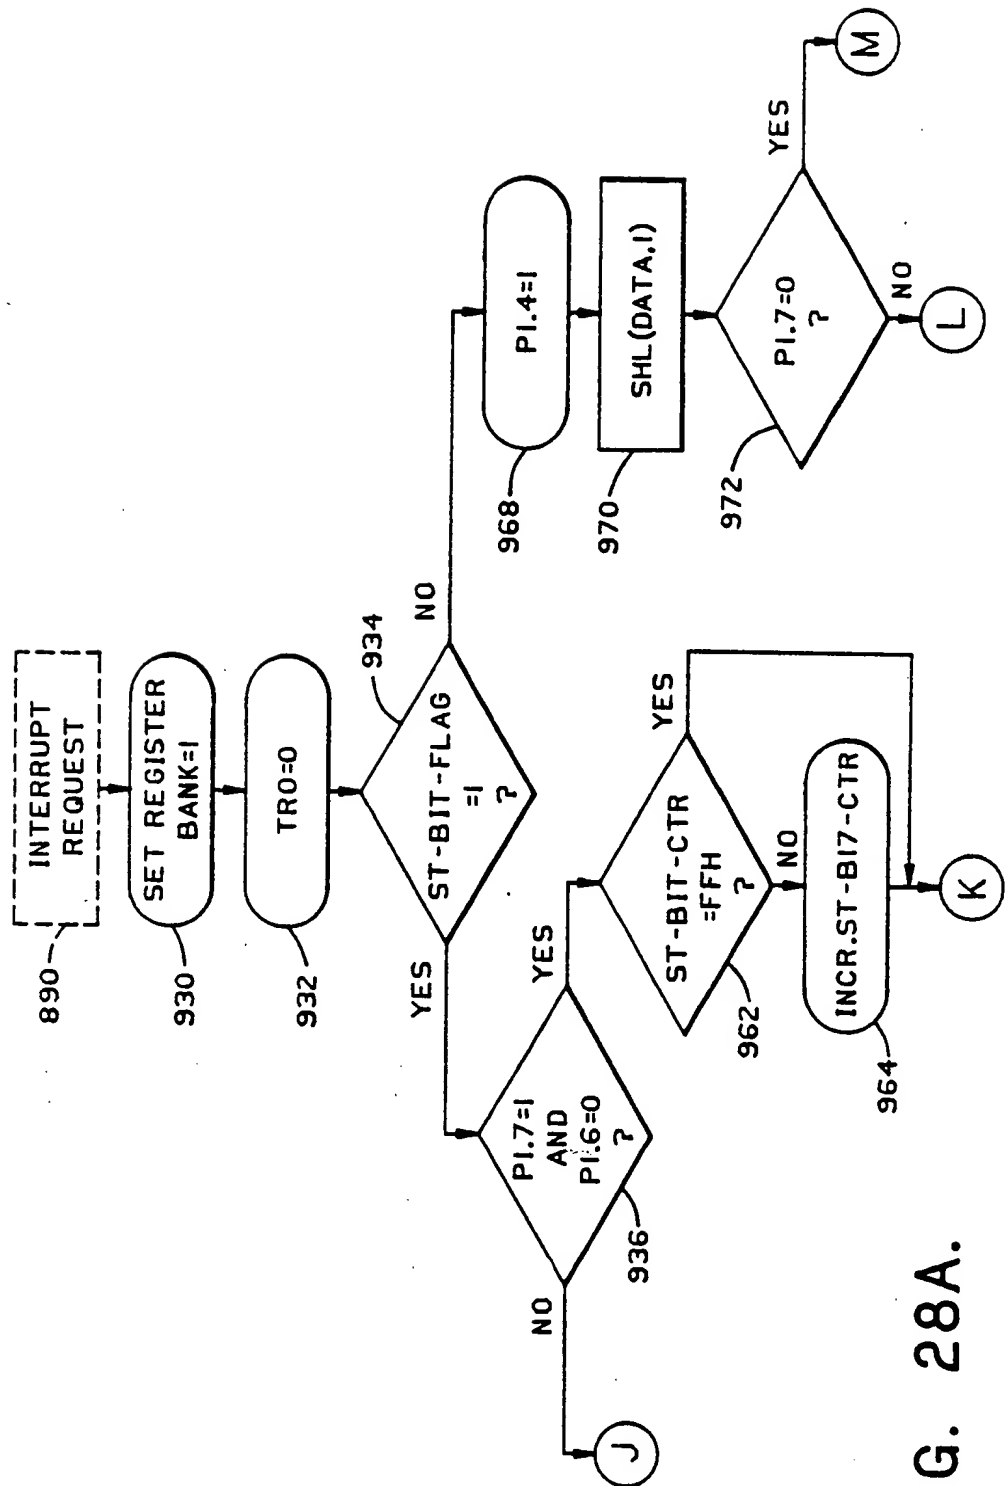 890
INTERRUPT
REQUEST
930
SET REGISTER
BANK=1
932
TR0=0
934
ST-BIT-FLAG
=1
?
YES
NO
936
P1.7=1
AND
P1.6=0
?
NO
YES
J
962
ST-BIT-CTR
=FFH
?
YES
NO
964
INCR.ST-BI7-CTR
K
968
P1.4=1
970
SHL(DATA,1)
972
P1.7=0
?
YES
NO
M
L
G. 28A.